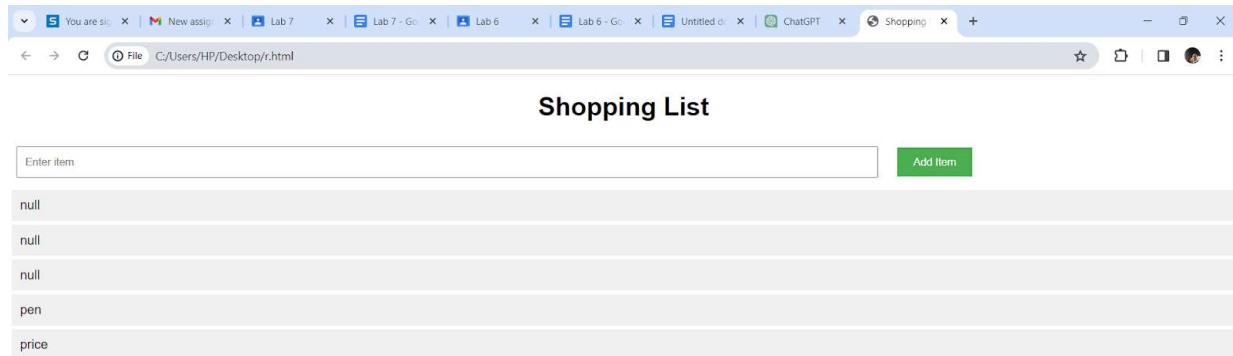 You are sig New assig Lab 7 Lab 7 - Go Lab 6 Lab 6 - Go Untitled d ChatGPT Shopping
File C:/Users/HP/Desktop/r.html
Shopping List
Enter item Add Item
null
null
null
pen
price